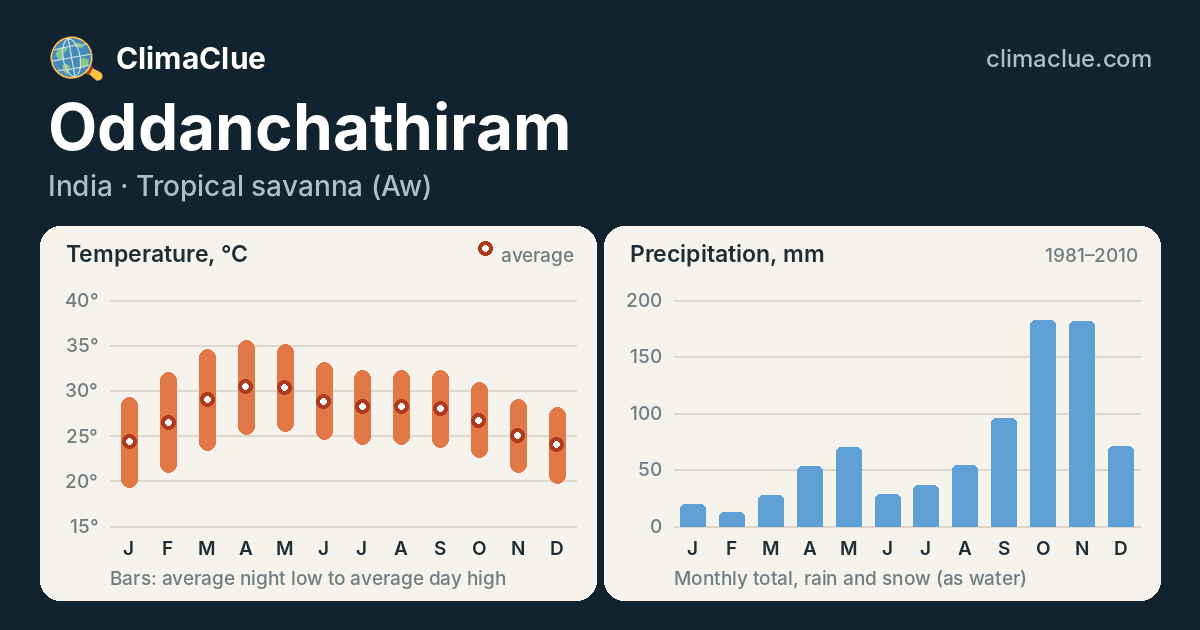 ClimaClue
climaclue.com
Oddanchathiram
India · Tropical savanna (Aw)
Temperature, °C
average
40°
35°
30°
25°
20°
15°
J F M A M J J A S O N D
Bars: average night low to average day high
Precipitation, mm
1981–2010
200
150
100
50
0
J F M A M J J A S O N D
Monthly total, rain and snow (as water)